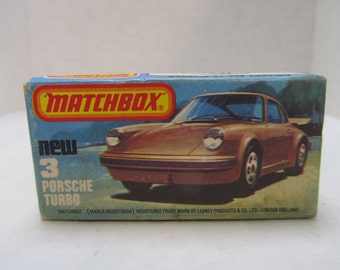 MATCHBOX
new
3
PORSCHE
TURBO
"MATCHBOX" (MARCA REGISTRADA) REGISTERED TRADE MARK OF LESNEY PRODUCTS & CO. LTD., LONDON ENGLAND